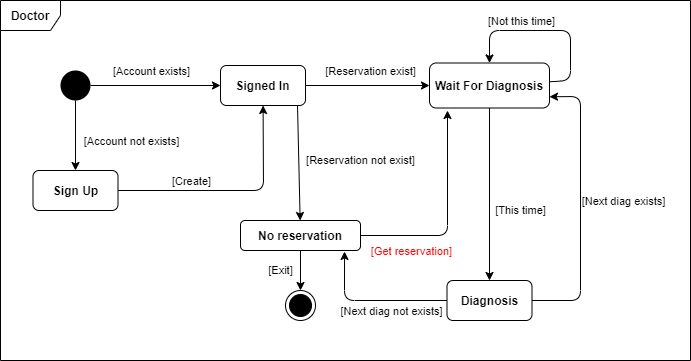 Doctor
[Not this time]
[Account exists]
Signed In
[Reservation exist]
Wait For Diagnosis
[Account not exists]
[Reservation not exist]
Sign Up
[Create]
[Next diag exists]
[This time]
No reservation
[Get reservation]
[Exit]
[Next diag not exists]
Diagnosis